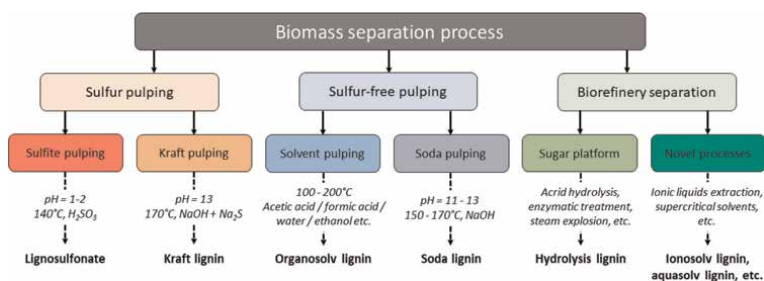 Biomass separation process
Sulfur pulping
Sulfur-free pulping
Biorefinery separation
Sulfite pulping
Kraft pulping
Solvent pulping
Soda pulping
Sugar platform
Novel processes
pH = 1-2
140°C, H₂SO₃
pH = 13
170°C, NaOH + Na₂S
100 - 200°C
Acetic acid / formic acid /
water / ethanol etc.
pH = 11 - 13
150 - 170°C, NaOH
Acrid hydrolysis,
enzymatic treatment,
steam explosion, etc.
Ionic liquids extraction,
supercritical solvents,
etc.
Lignosulfonate
Kraft lignin
Organosolv lignin
Soda lignin
Hydrolysis lignin
Ionosolv lignin,
aquasolv lignin, etc.